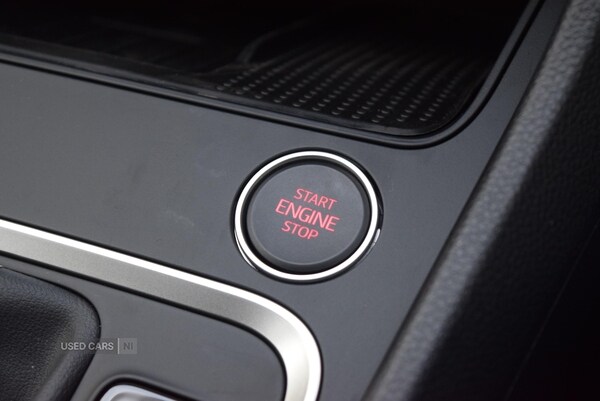 START
ENGINE
STOP
USED CARS NI